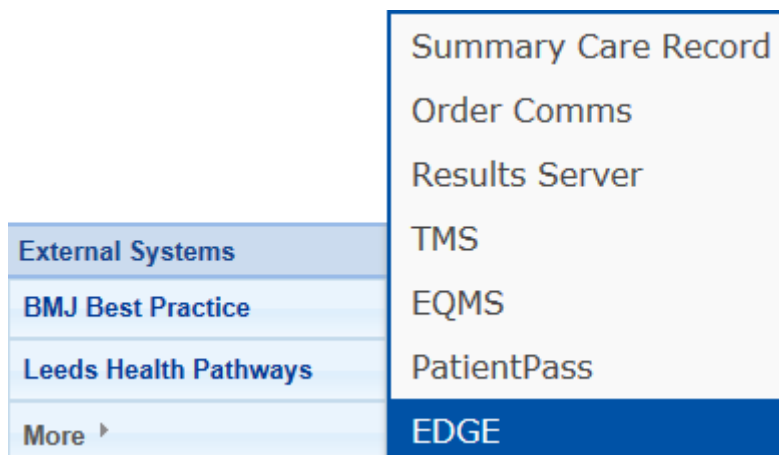 External Systems
BMJ Best Practice
Leeds Health Pathways
More
Summary Care Record
Order Comms
Results Server
TMS
EQMS
PatientPass
EDGE